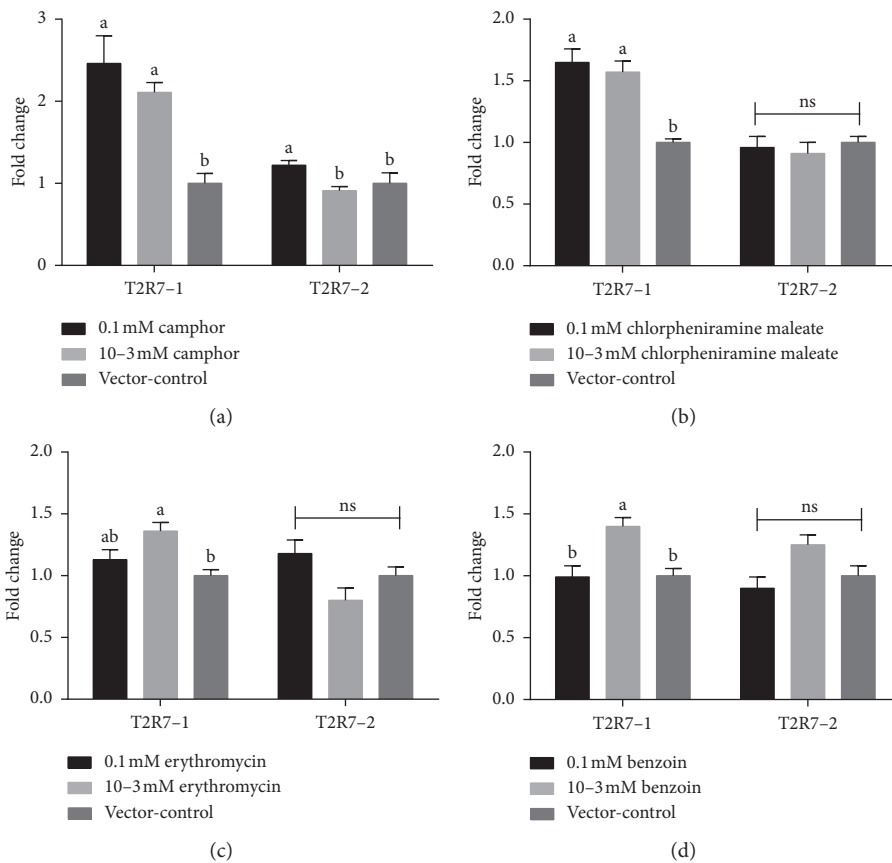 3
2
1
0
Fold change
a
a
b
a
b
b
T2R7–1
T2R7–2
0.1 mM camphor
10–3 mM camphor
Vector-control
(a)
2.0
1.5
1.0
0.5
0.0
Fold change
a
a
b
ns
T2R7–1
T2R7–2
0.1 mM chlorpheniramine maleate
10–3 mM chlorpheniramine maleate
Vector-control
(b)
2.0
1.5
1.0
0.5
0.0
Fold change
ab
a
b
ns
T2R7–1
T2R7–2
0.1 mM erythromycin
10–3 mM erythromycin
Vector-control
(c)
2.0
1.5
1.0
0.5
0.0
Fold change
b
a
b
ns
T2R7–1
T2R7–2
0.1 mM benzoin
10–3 mM benzoin
Vector-control
(d)